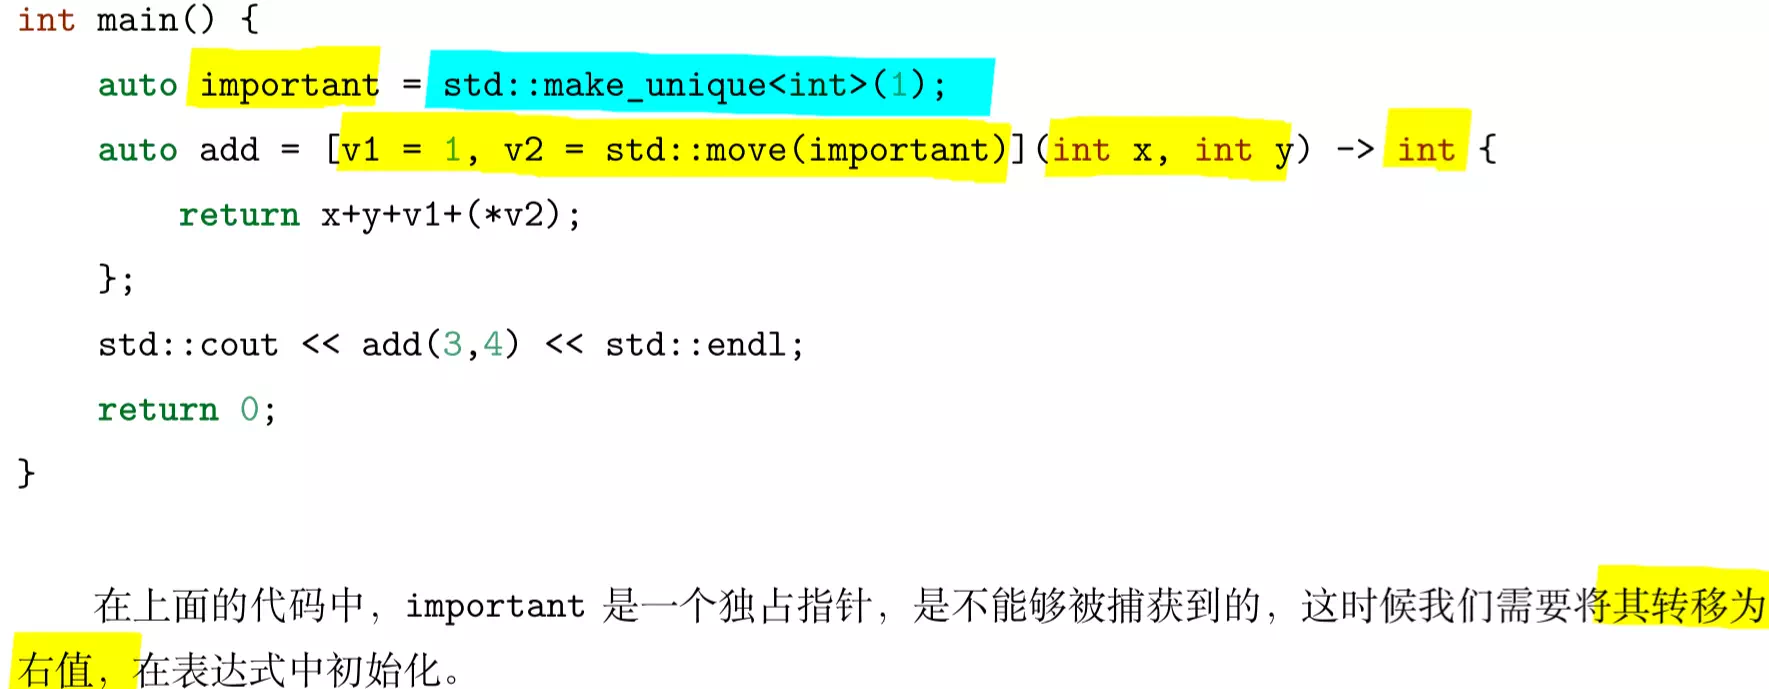 int main() {
    auto important = std::make_unique<int>(1);
    auto add = [v1 = 1, v2 = std::move(important)](int x, int y) -> int {
        return x+y+v1+(*v2);
    };
    std::cout << add(3,4) << std::endl;
    return 0;
}
在上面的代码中，important 是一个独占指针，是不能够被捕获到的，这时候我们需要将其转移为
右值，在表达式中初始化。